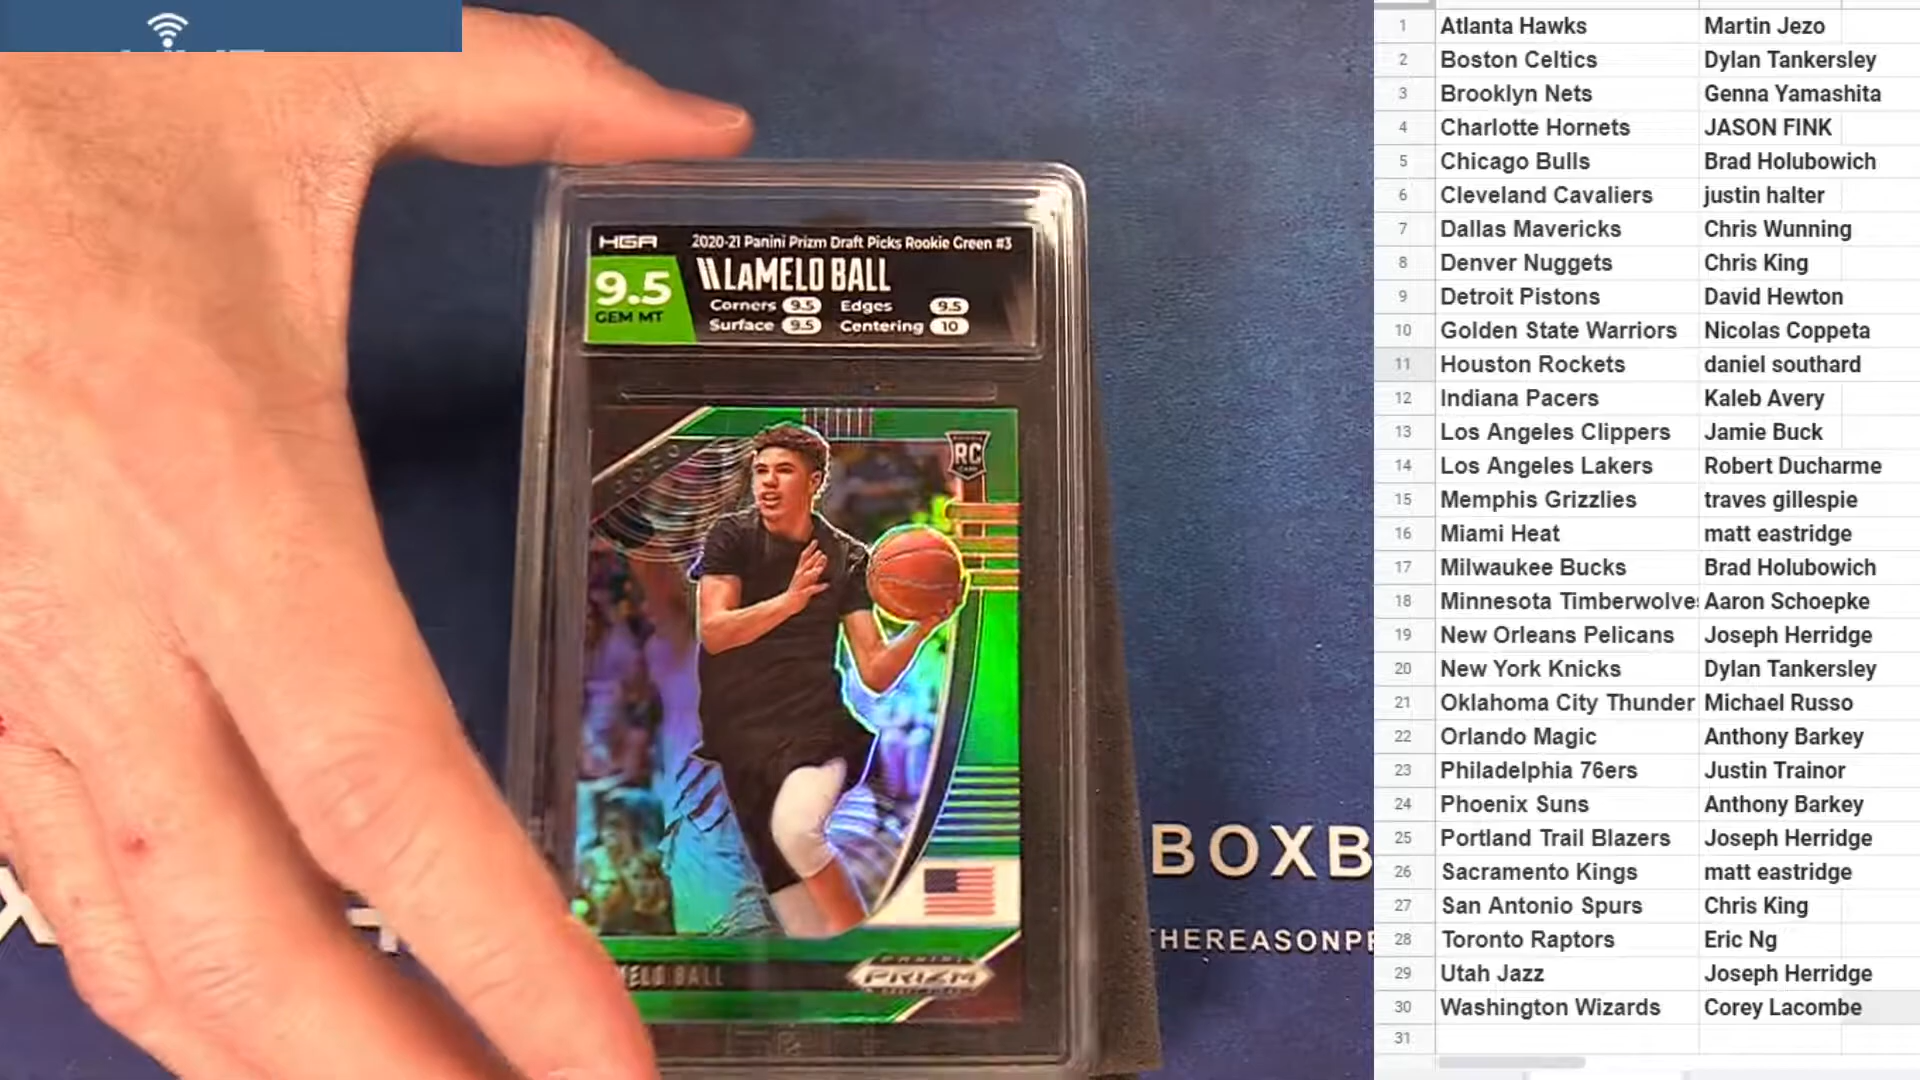 HGA 2020-21 Panini Prizm Draft Picks Rookie Green #3
LAMELO BALL
9.5
GEM MT
Corners 9.5 Edges 9.5
Surface 9.5 Centering 10
RC
MELO BALL
PANINI
PRIZM
BOXB
THEREASONP
1 Atlanta Hawks Martin Jezo
2 Boston Celtics Dylan Tankersley
3 Brooklyn Nets Genna Yamashita
4 Charlotte Hornets JASON FINK
5 Chicago Bulls Brad Holubowich
6 Cleveland Cavaliers justin halter
7 Dallas Mavericks Chris Wunning
8 Denver Nuggets Chris King
9 Detroit Pistons David Hewton
10 Golden State Warriors Nicolas Coppeta
11 Houston Rockets daniel southard
12 Indiana Pacers Kaleb Avery
13 Los Angeles Clippers Jamie Buck
14 Los Angeles Lakers Robert Ducharme
15 Memphis Grizzlies traves gillespie
16 Miami Heat matt eastridge
17 Milwaukee Bucks Brad Holubowich
18 Minnesota Timberwolves Aaron Schoepke
19 New Orleans Pelicans Joseph Herridge
20 New York Knicks Dylan Tankersley
21 Oklahoma City Thunder Michael Russo
22 Orlando Magic Anthony Barkey
23 Philadelphia 76ers Justin Trainor
24 Phoenix Suns Anthony Barkey
25 Portland Trail Blazers Joseph Herridge
26 Sacramento Kings matt eastridge
27 San Antonio Spurs Chris King
28 Toronto Raptors Eric Ng
29 Utah Jazz Joseph Herridge
30 Washington Wizards Corey Lacombe
31